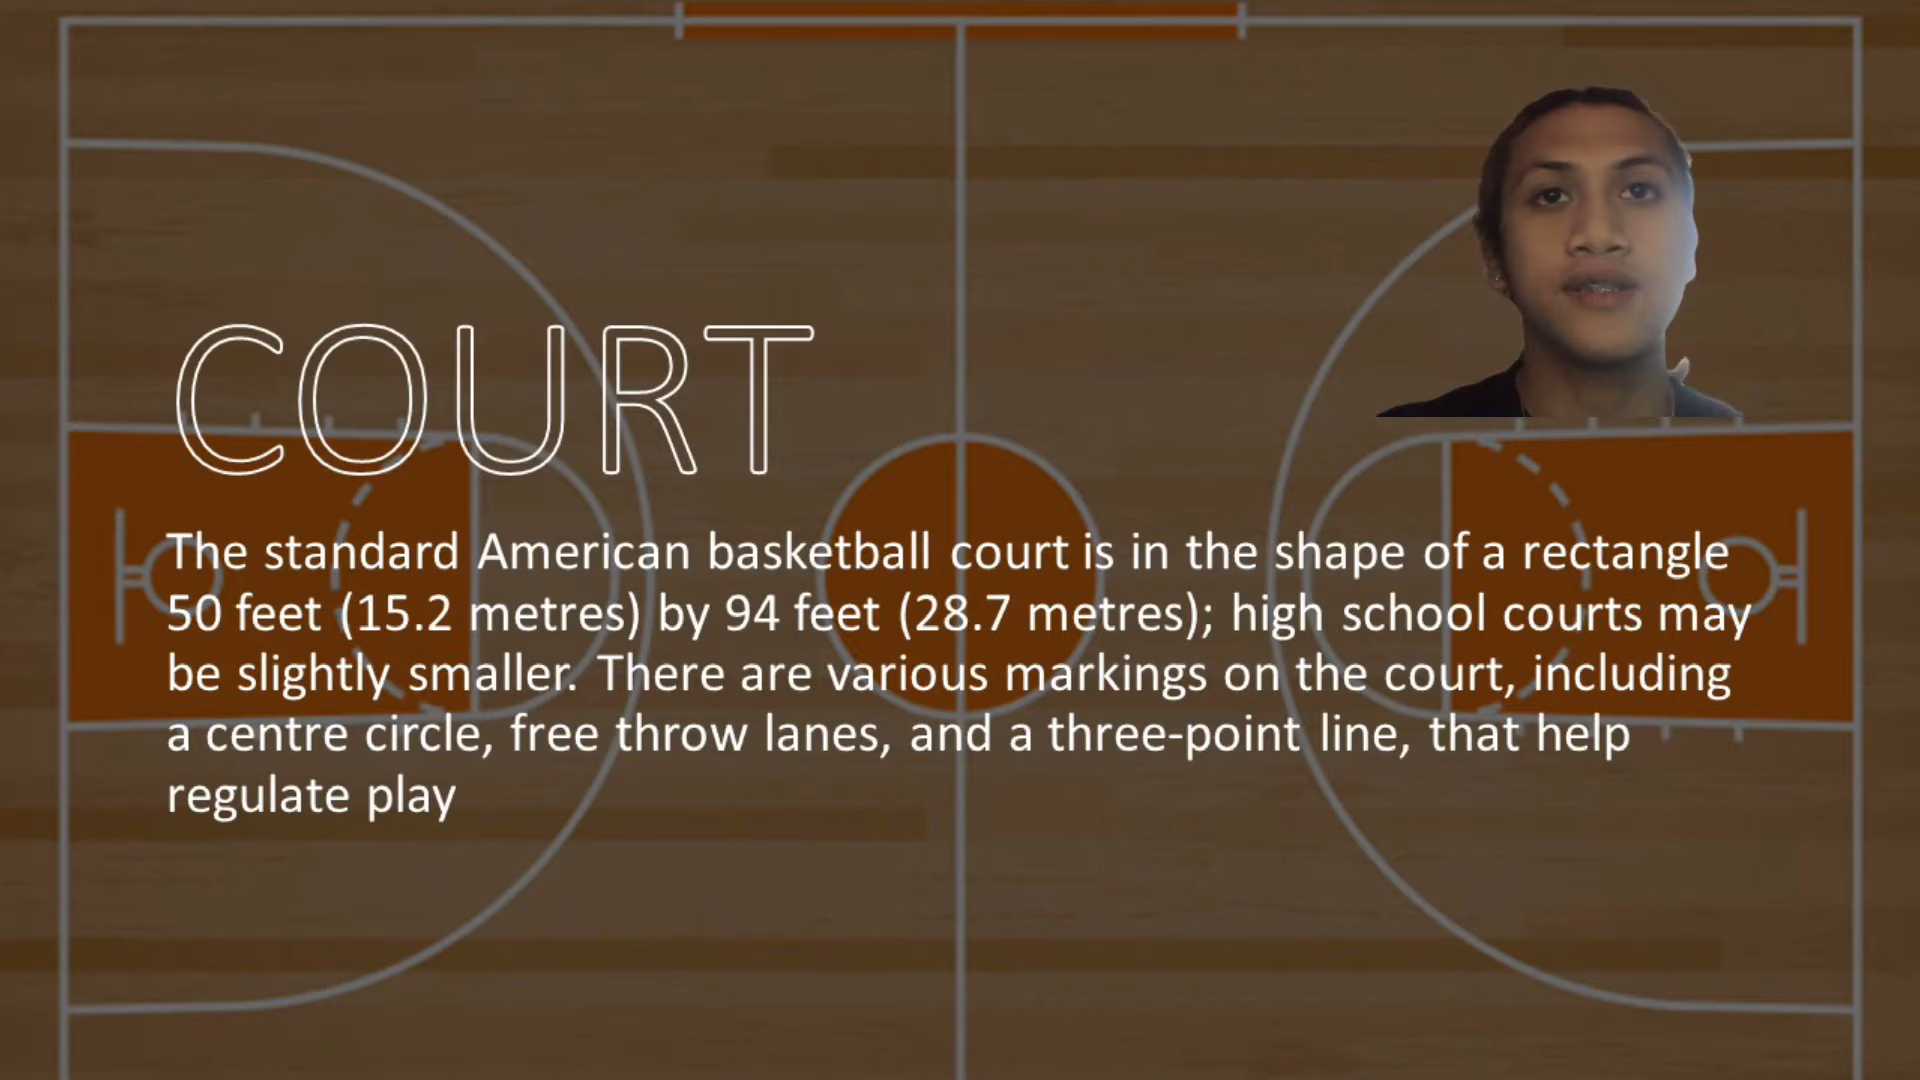 COURT
The standard American basketball court is in the shape of a rectangle
50 feet (15.2 metres) by 94 feet (28.7 metres); high school courts may
be slightly smaller. There are various markings on the court, including
a centre circle, free throw lanes, and a three-point line, that help
regulate play